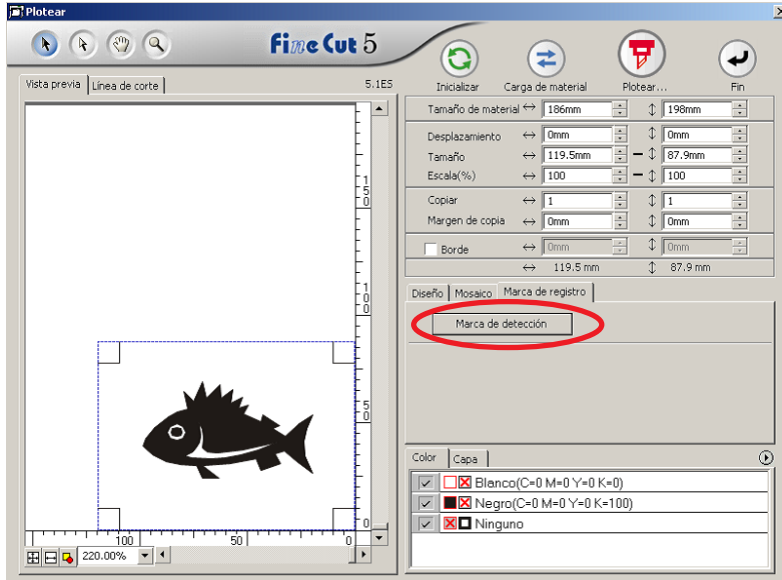 Plotear
FineCut 5
Inicializar Carga de material Plotear... Fin
Vista previa Línea de corte 5.1E5
Tamaño de material 186mm 198mm
Desplazamiento 0mm 0mm
Tamaño 119.5mm 87.9mm
Escala(%) 100 100
Copiar 1 1
Margen de copia 0mm 0mm
Borde 0mm 0mm
119.5 mm 87.9 mm
Diseño Mosaico Marca de registro
Marca de detección
150
100
50
0
100 50 0
220.00%
Color Capa
Blanco(C=0 M=0 Y=0 K=0)
Negro(C=0 M=0 Y=0 K=100)
Ninguno